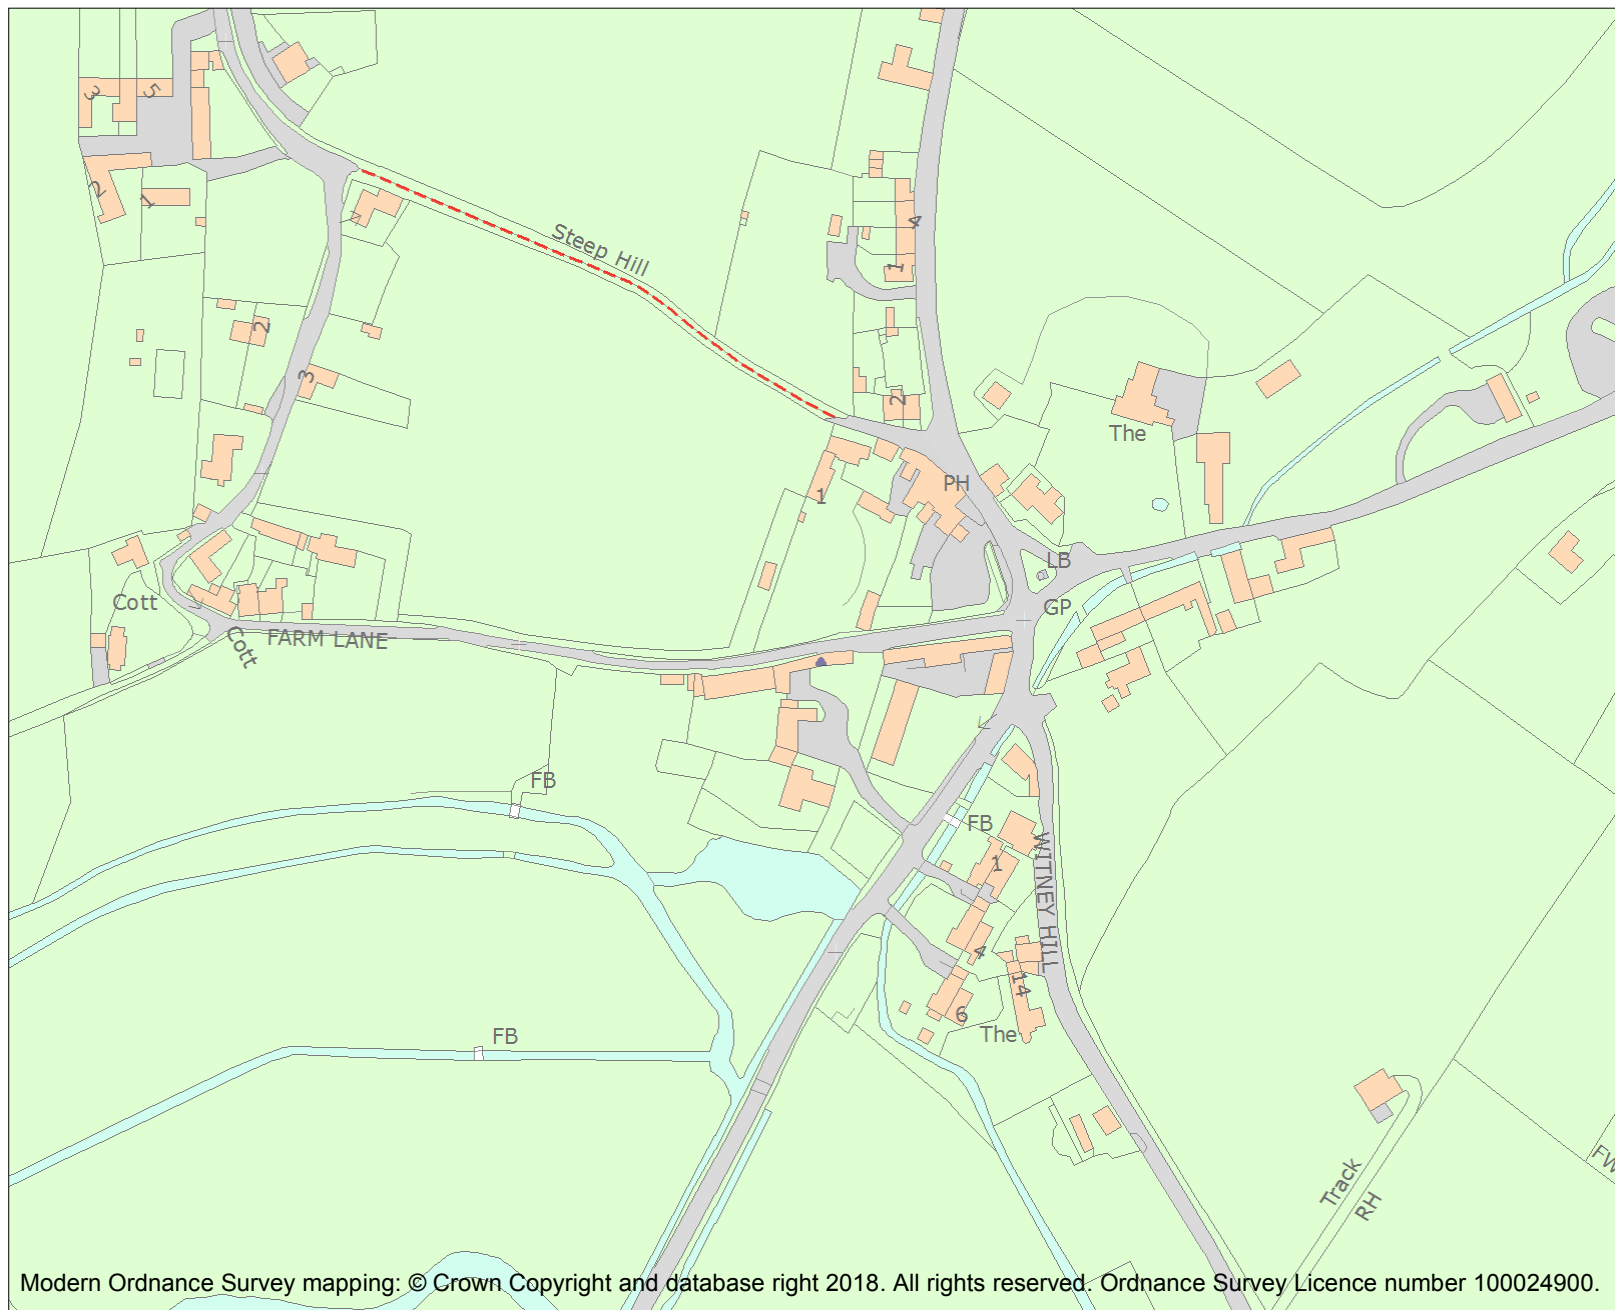 3
5
2
1
Steep Hill
4
1
2
3
2
The
PH
1
LB
GP
Cott
Cott
FARM LANE
FB
FB
1
WITNEY HILL
4
14
6
The
FB
Track
RH
FW
Modern Ordnance Survey mapping: © Crown Copyright and database right 2018. All rights reserved. Ordnance Survey Licence number 100024900.